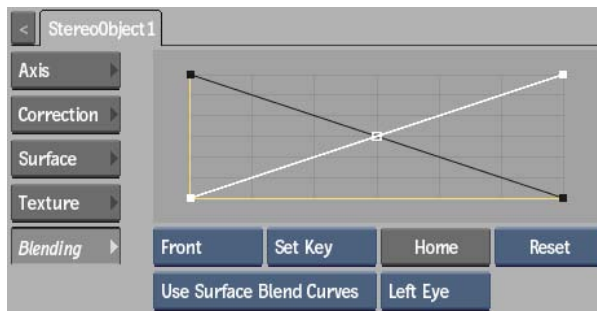 < StereoObject1
Axis
Correction
Surface
Texture
Blending
Front Set Key Home Reset
Use Surface Blend Curves Left Eye